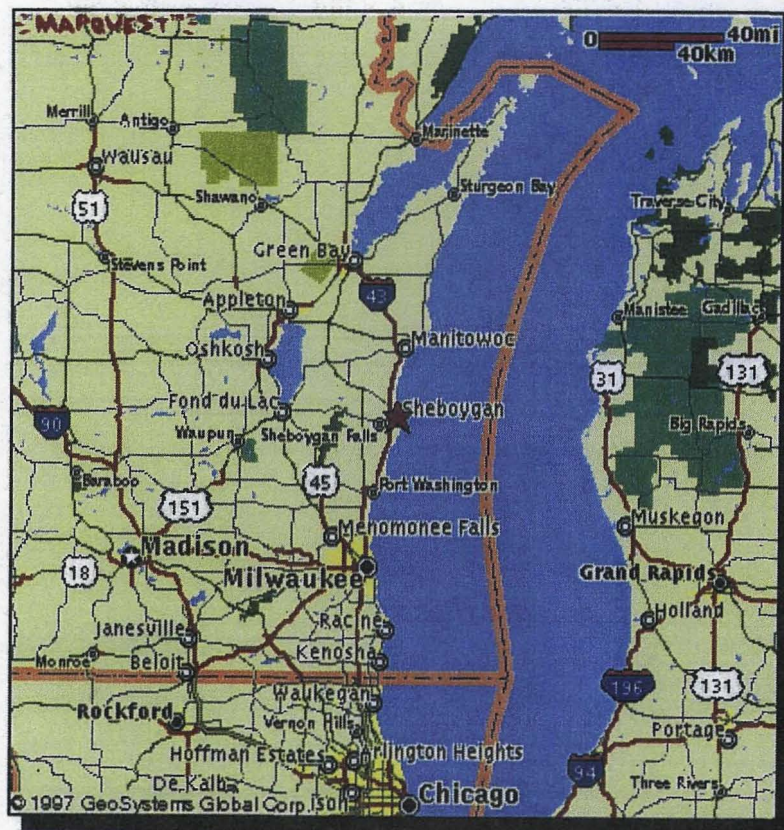 MAPQUEST
0 40mi
40km
Merrill
Antigo
Marinette
Wausau
Sturgeon Bay
Shawano
51
Traverse City
Green Bay
Stevens Point
43
Appleton
Manistee
Cadillac
Manitowoc
Oshkosh
31
131
Fond du Lac
Sheboygan
90
Waupun
Sheboygan Falls
Big Rapids
Baraboo
45
Port Washington
151
Muskegon
Menomonee Falls
Madison
18
Milwaukee
Grand Rapids
Racine
Holland
Janesville
Kenosha
Monroe
Beloit
196
131
Waukegan
Rockford
Vernon Hills
Portage
Hoffman Estates
Arlington Heights
94
De Kalb
Three Rivers
Chicago
© 1997 GeoSystems Global Corp.